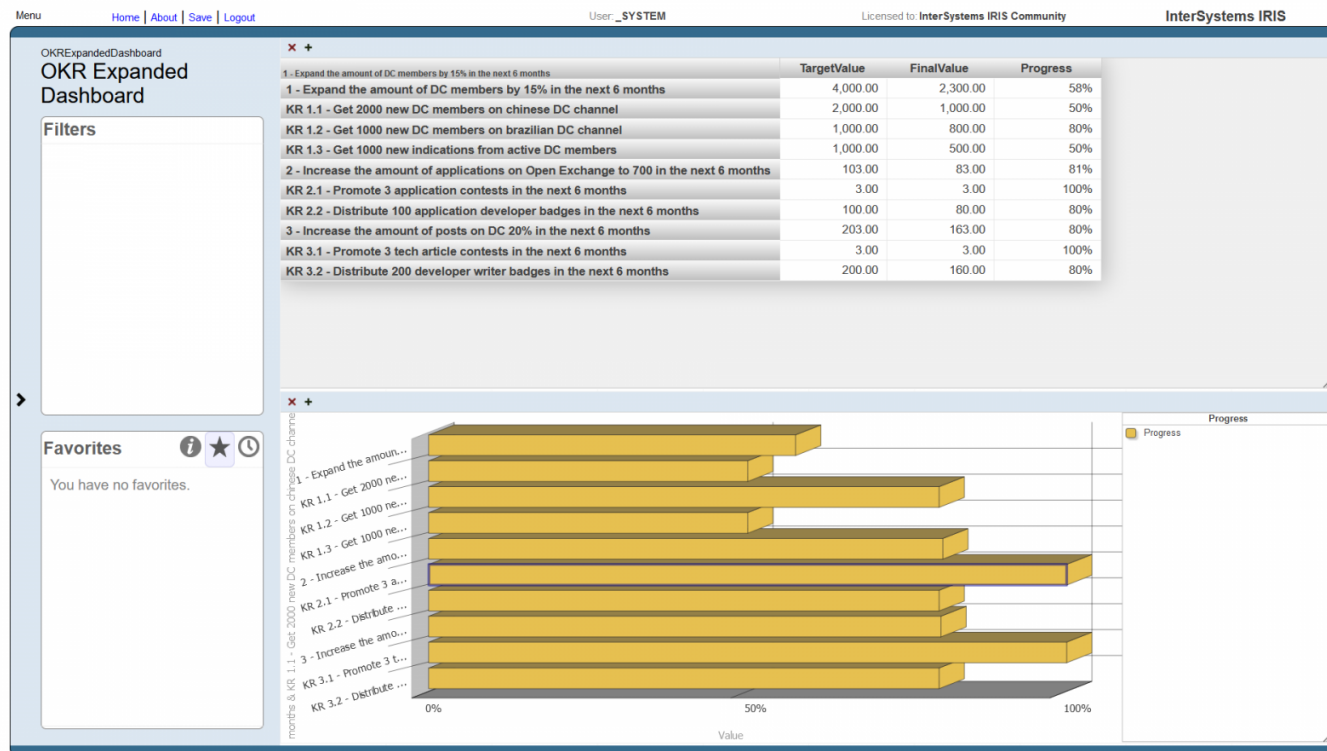 Menu Home | About | Save | Logout User:_SYSTEM Licensed to: InterSystems IRIS Community InterSystems IRIS
OKRExpandedDashboard
OKR Expanded
Dashboard
Filters
Favorites
You have no favorites.
1 - Expand the amount of DC members by 15% in the next 6 months TargetValue FinalValue Progress
1 - Expand the amount of DC members by 15% in the next 6 months 4,000.00 2,300.00 58%
KR 1.1 - Get 2000 new DC members on chinese DC channel 2,000.00 1,000.00 50%
KR 1.2 - Get 1000 new DC members on brazilian DC channel 1,000.00 800.00 80%
KR 1.3 - Get 1000 new indications from active DC members 1,000.00 500.00 50%
2 - Increase the amount of applications on Open Exchange to 700 in the next 6 months 103.00 83.00 81%
KR 2.1 - Promote 3 application contests in the next 6 months 3.00 3.00 100%
KR 2.2 - Distribute 100 application developer badges in the next 6 months 100.00 80.00 80%
3 - Increase the amount of posts on DC 20% in the next 6 months 203.00 163.00 80%
KR 3.1 - Promote 3 tech article contests in the next 6 months 3.00 3.00 100%
KR 3.2 - Distribute 200 developer writer badges in the next 6 months 200.00 160.00 80%
months & KR 1.1 - Get 2000 new DC members on chinese DC channel
1 - Expand the amoun...
KR 1.1 - Get 2000 ne...
KR 1.2 - Get 1000 ne...
KR 1.3 - Get 1000 ne...
2 - Increase the amo...
KR 2.1 - Promote 3 a...
KR 2.2 - Distribute ...
3 - Increase the amo...
KR 3.1 - Promote 3 t...
KR 3.2 - Distribute ...
0% 50% 100%
Value
Progress
Progress